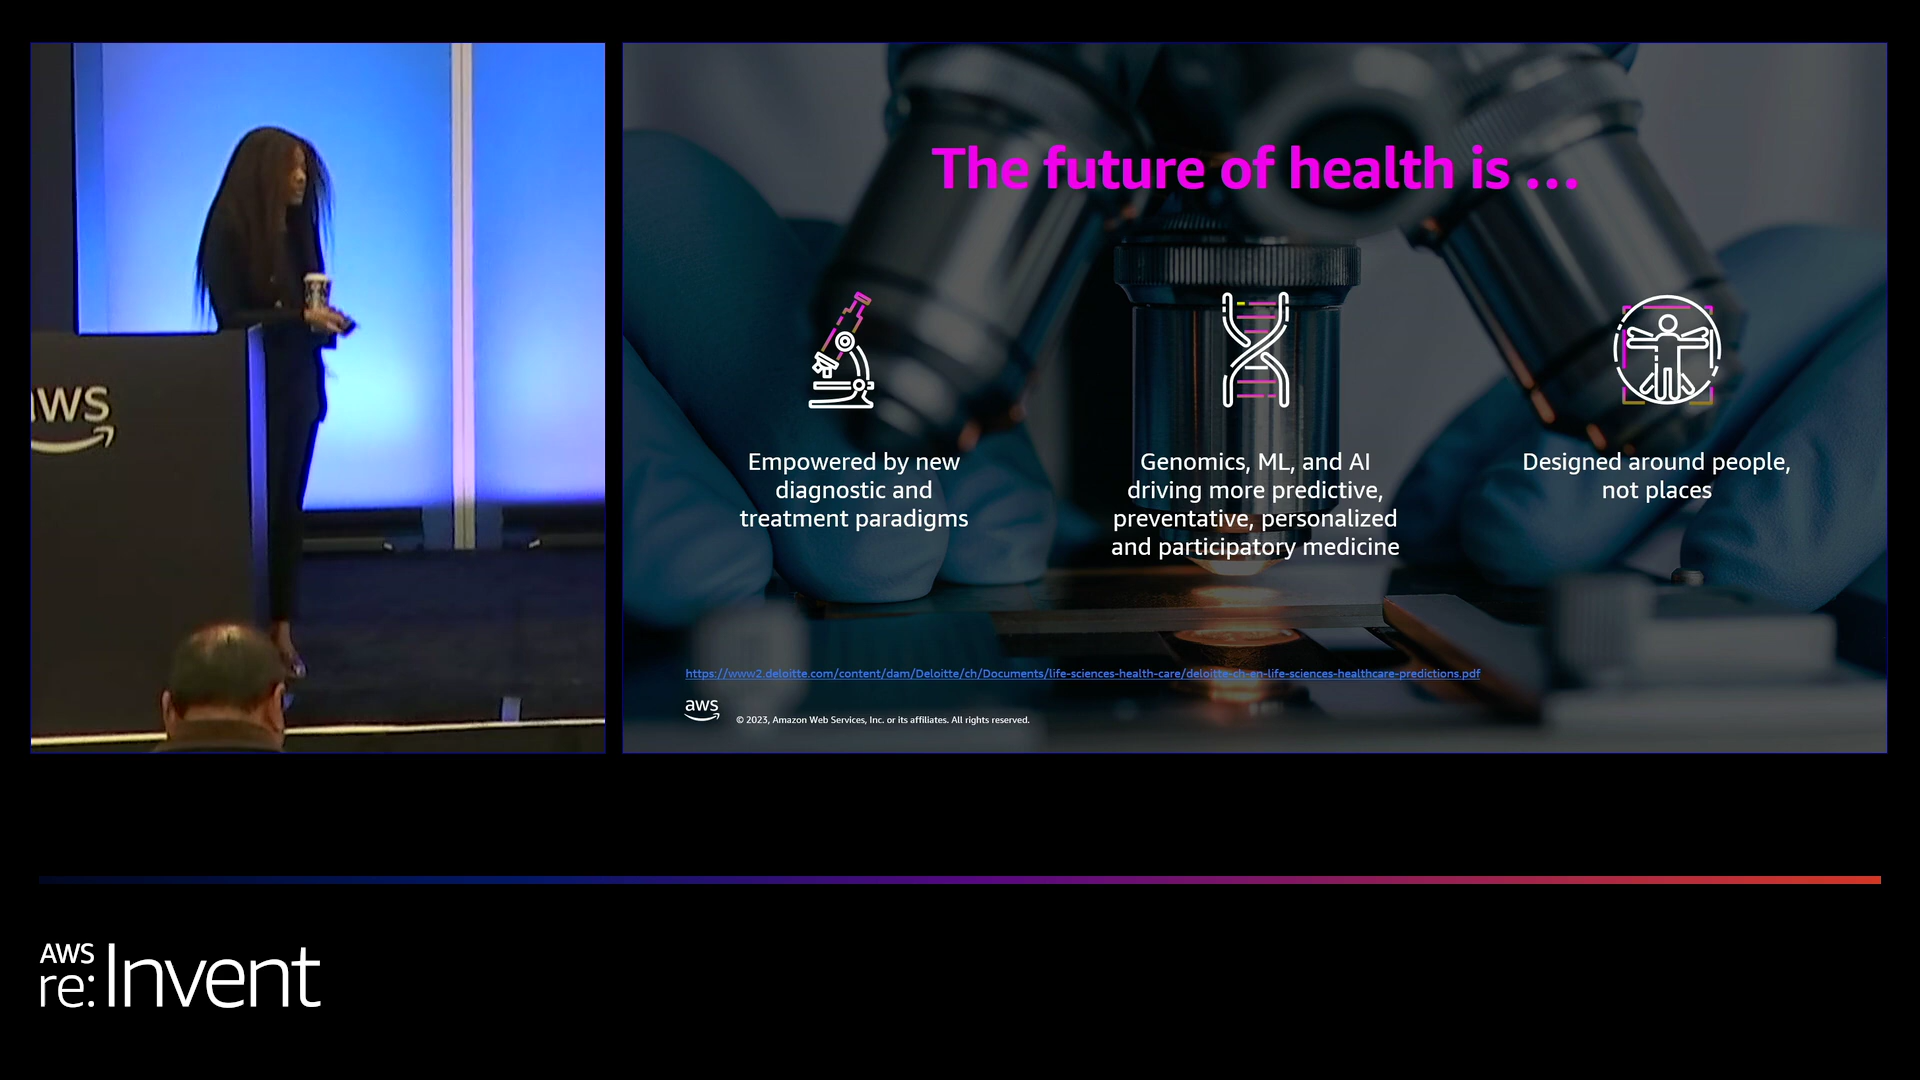 aws
The future of health is ...
Empowered by new
diagnostic and
treatment paradigms
Genomics, ML, and AI
driving more predictive,
preventative, personalized
and participatory medicine
Designed around people,
not places
https://www2.deloitte.com/content/dam/Deloitte/ch/Documents/life-sciences-health-care/deloitte-ch-en-life-sciences-healthcare-predictions.pdf
aws
© 2023, Amazon Web Services, Inc. or its affiliates. All rights reserved.
AWS
re:Invent